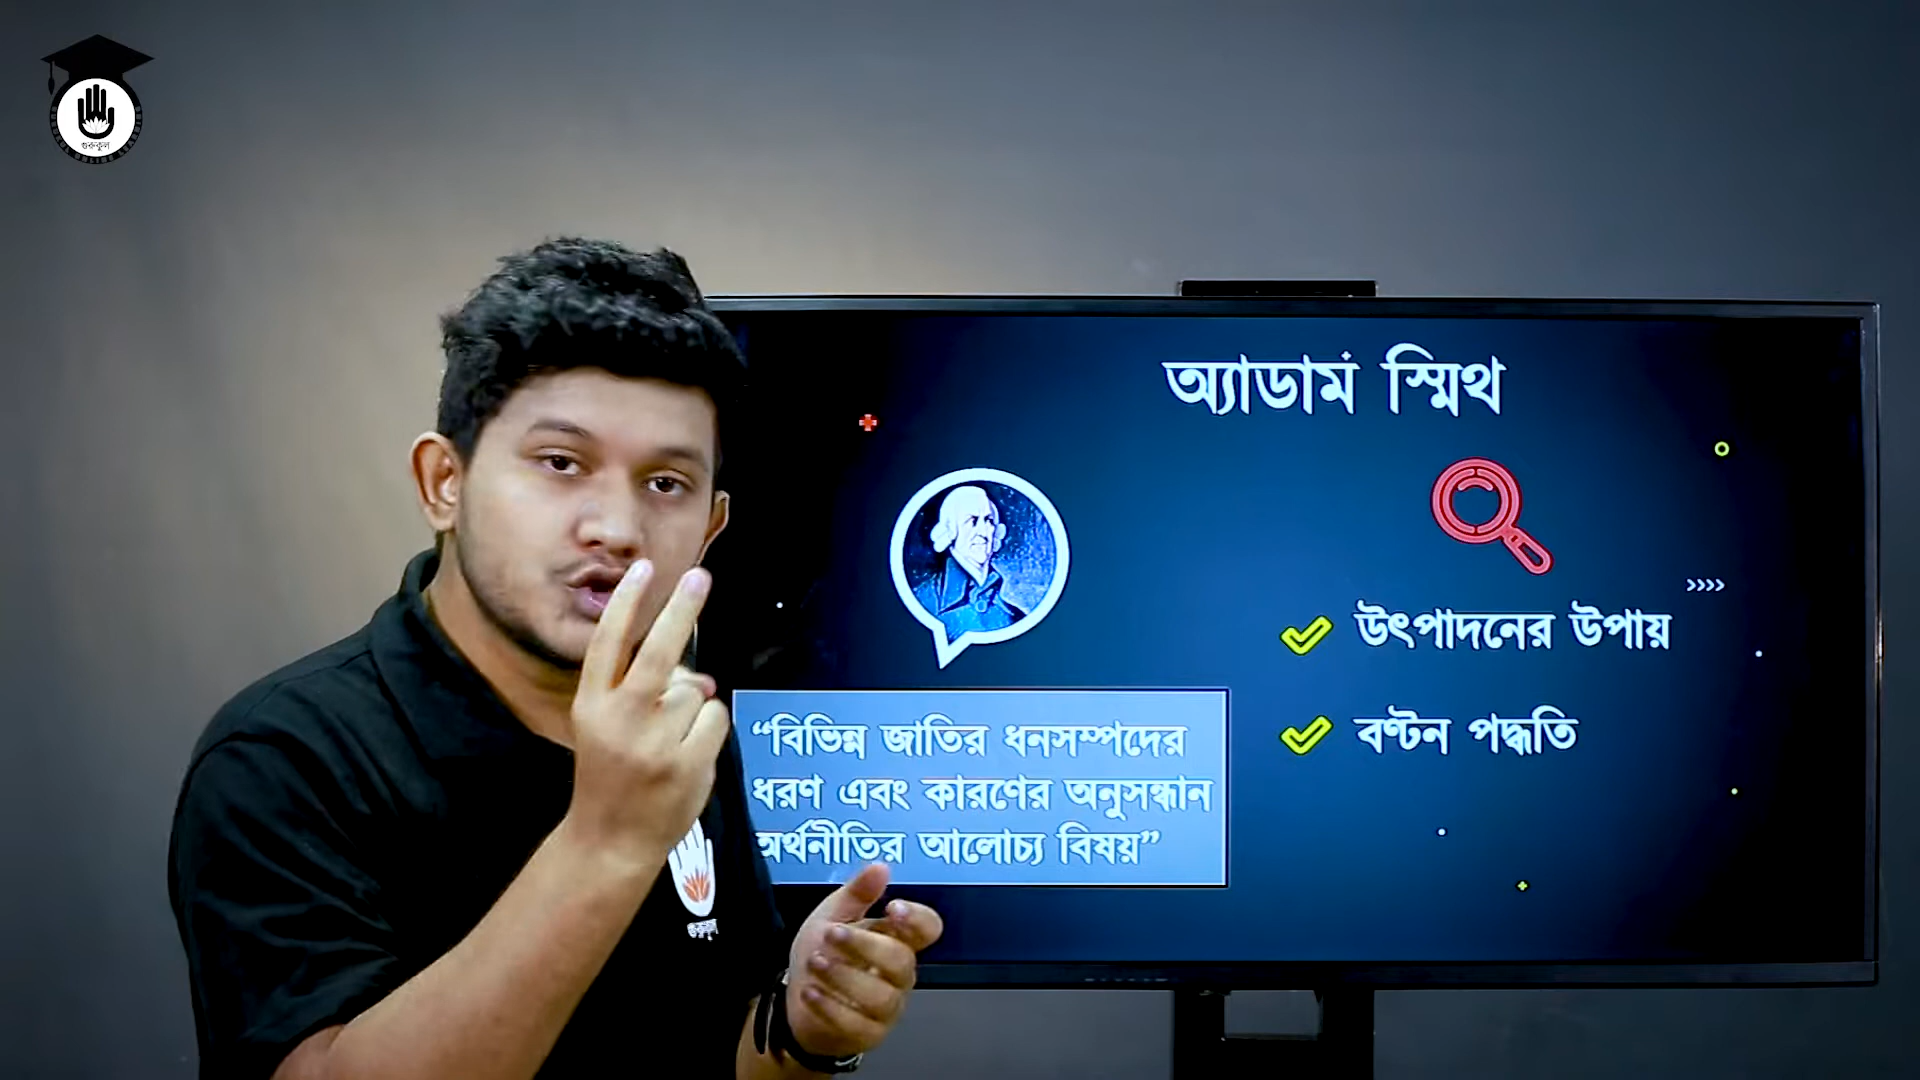 গুরুকুল
অ্যাডাম স্মিথ
“বিভিন্ন জাতির ধনসম্পদের
ধরণ এবং কারণের অনুসন্ধান
অর্থনীতির আলোচ্য বিষয়”
উৎপাদনের উপায়
বণ্টন পদ্ধতি
গুরুকুল